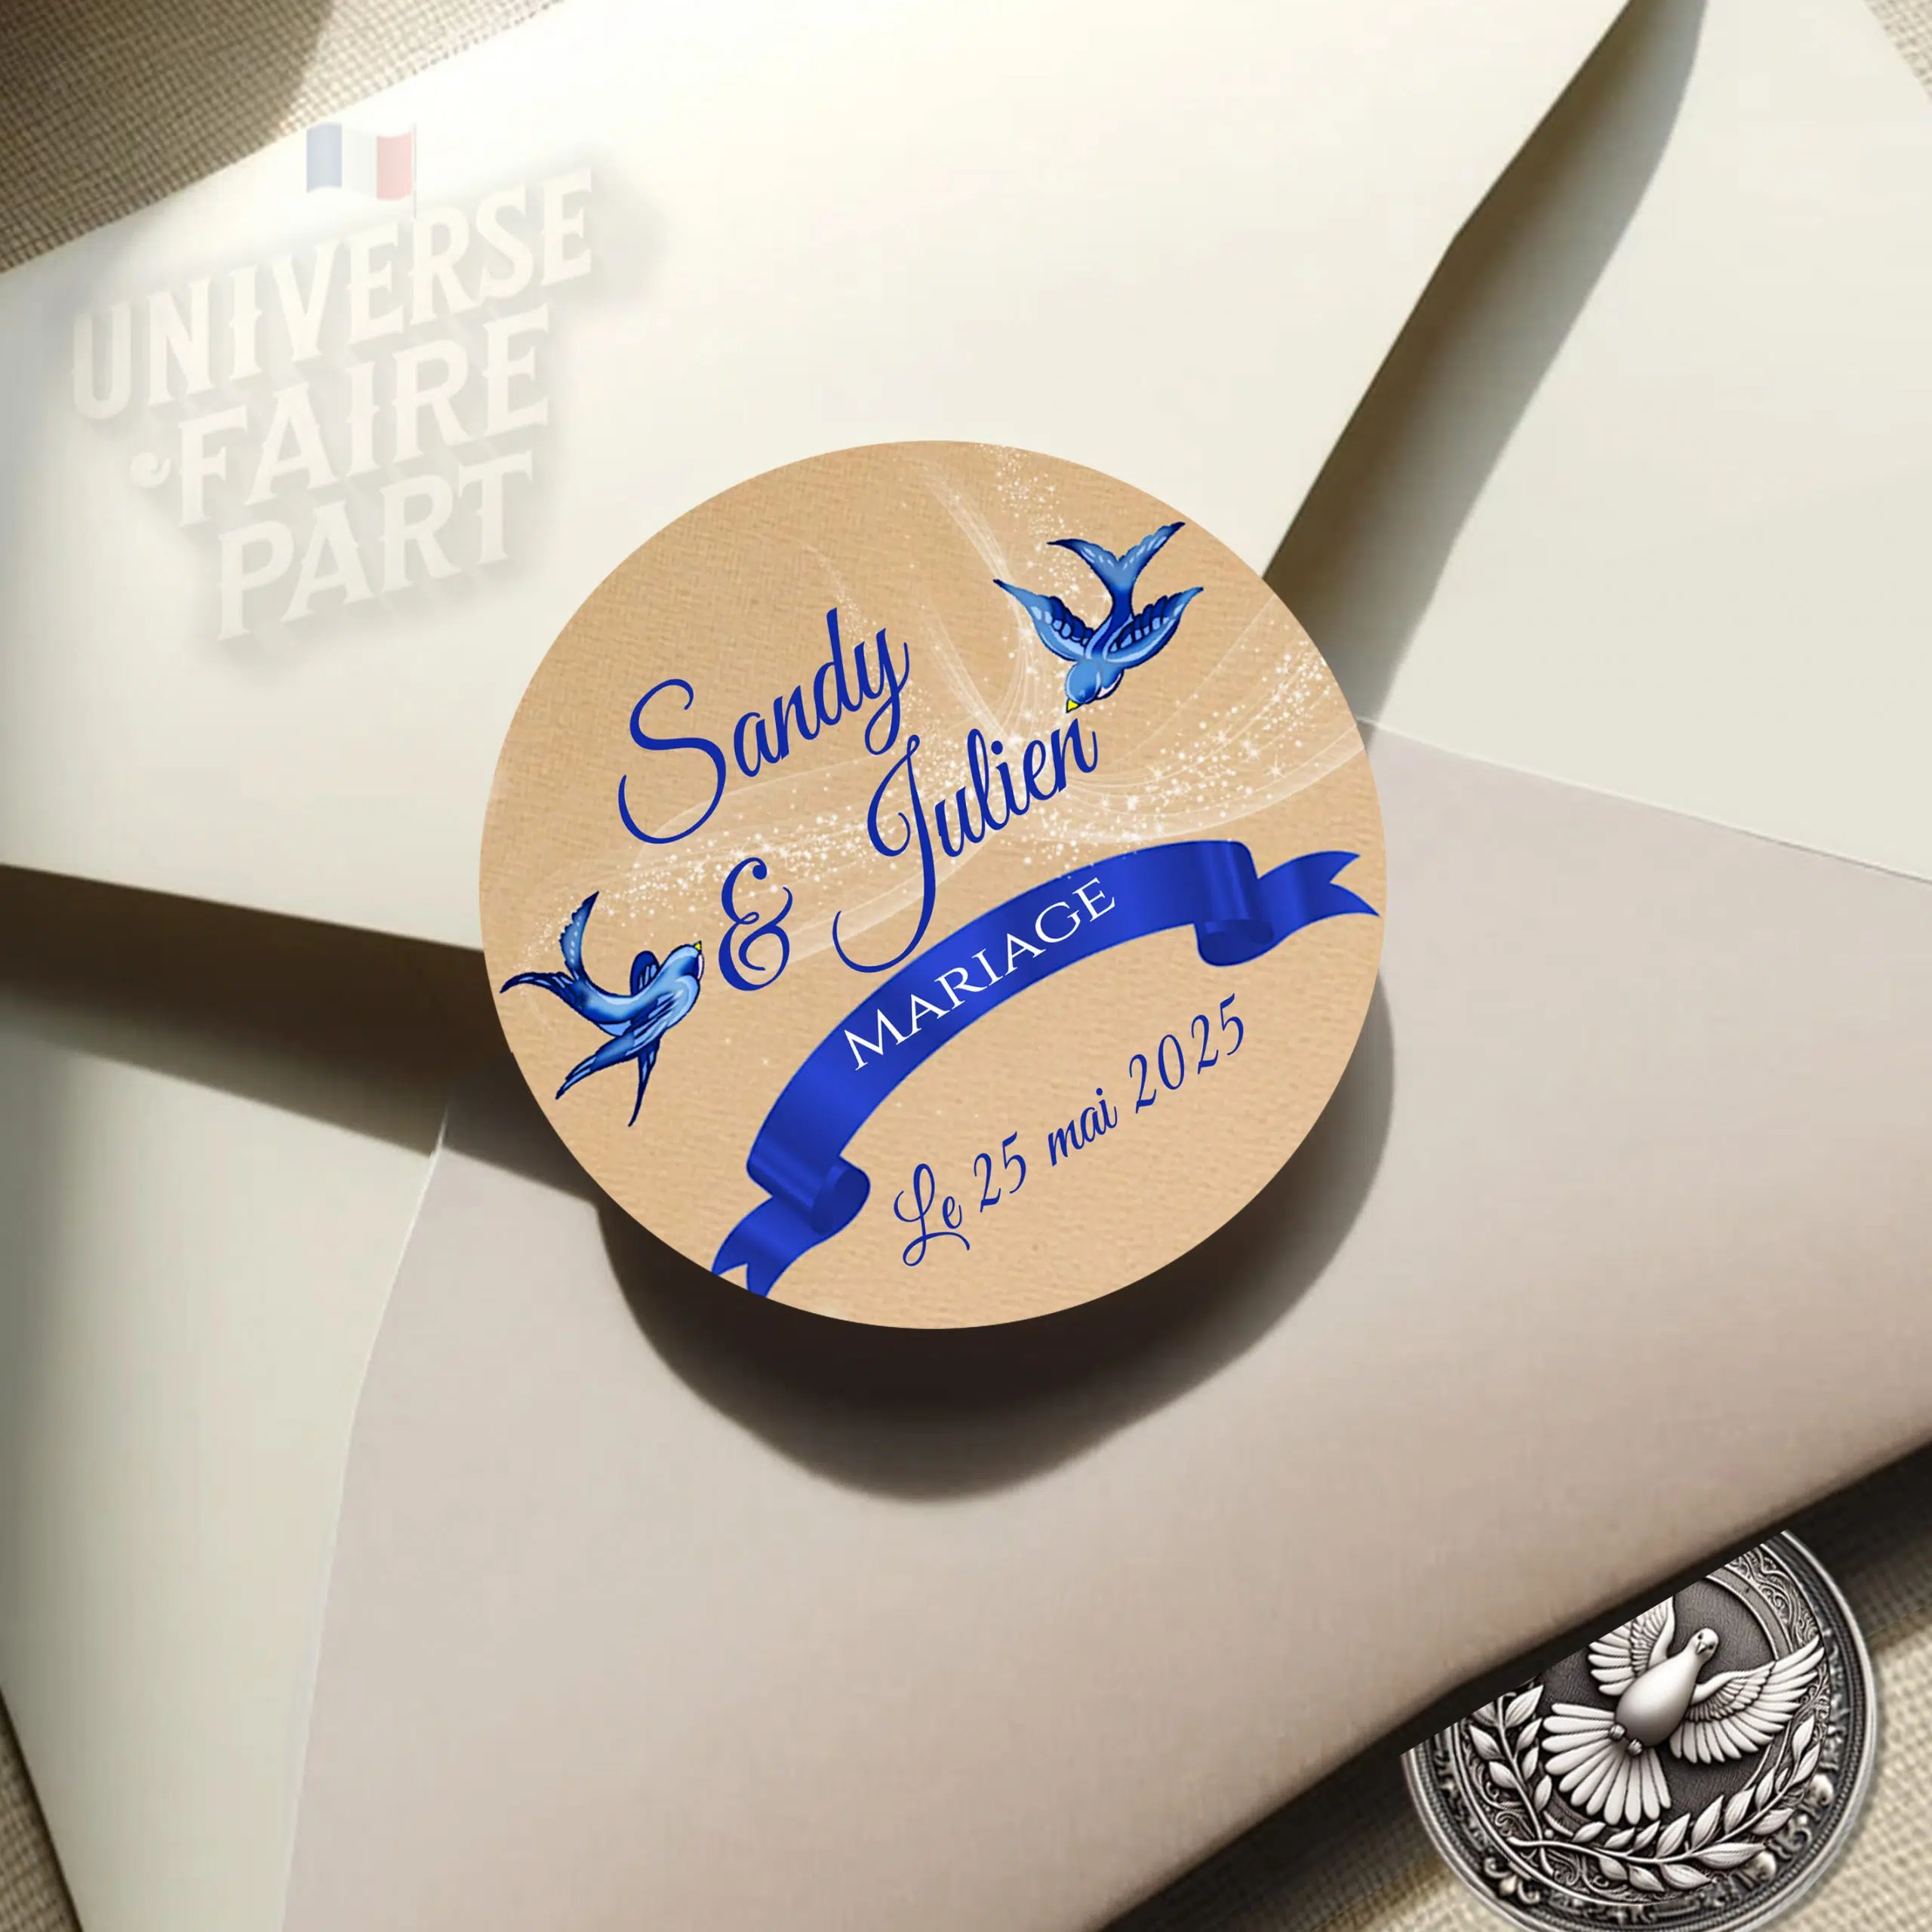 UNIVERSE
FAIRE
PART
Sandy
& Julien
MARIAGE
Le 25 mai 2025